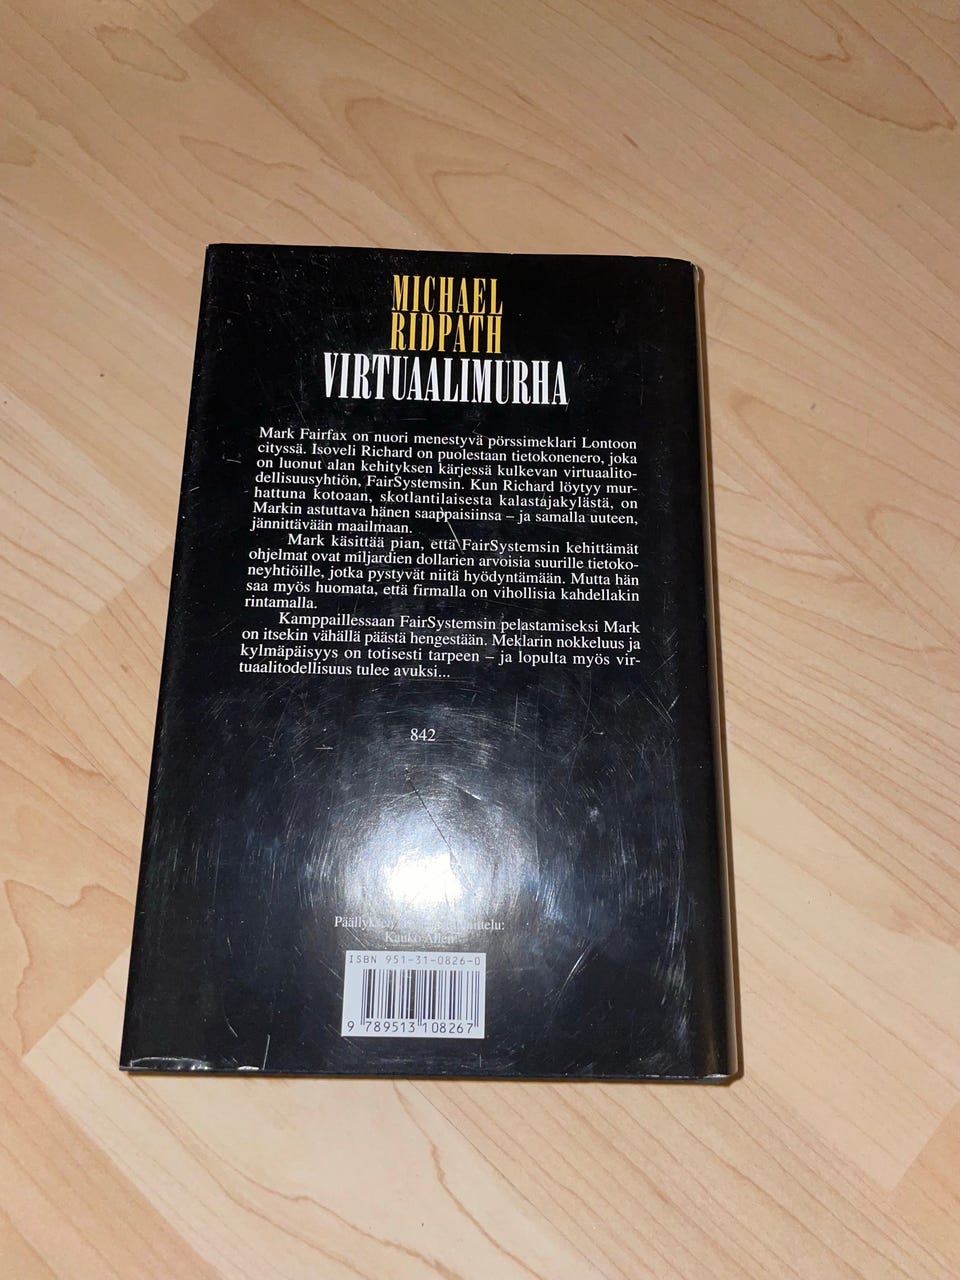 MICHAEL
RIDPATH
VIRTUAALIMURHA
Mark Fairfax on nuori menestyvä pörssimeklari Lontoon
cityssä. Isoveli Richard on puolestaan tietokonenero, joka
on luonut alan kehityksen kärjessä kulkevan virtuaalito-
dellisuusyhtiön, FairSystemsin. Kun Richard löytyy mur-
hattuna kotoaan, skotlantilaisesta kalastajakylästä, on
Markin astuttava hänen saappaisiinsa – ja samalla uuteen,
jännittävään maailmaan.
Mark käsittää pian, että FairSystemsin kehittämät
ohjelmat ovat miljardien dollarien arvoisia suurille tietoko-
neyhtiöille, jotka pystyvät niitä hyödyntämään. Mutta hän
saa myös huomata, että firmalla on vihollisia kahdellakin
rintamalla.
Kamppaillessaan FairSystemsin pelastamiseksi Mark
on itsekin vähällä päästä hengestään. Meklarin nokkeluus ja
kylmäpäisyys on totisesti tarpeen – ja lopulta myös vir-
tuaalitodellisuus tulee avuksi...
842
Päällyksen
Kauko
ISBN 951-31-0826-0
9 789513 108267